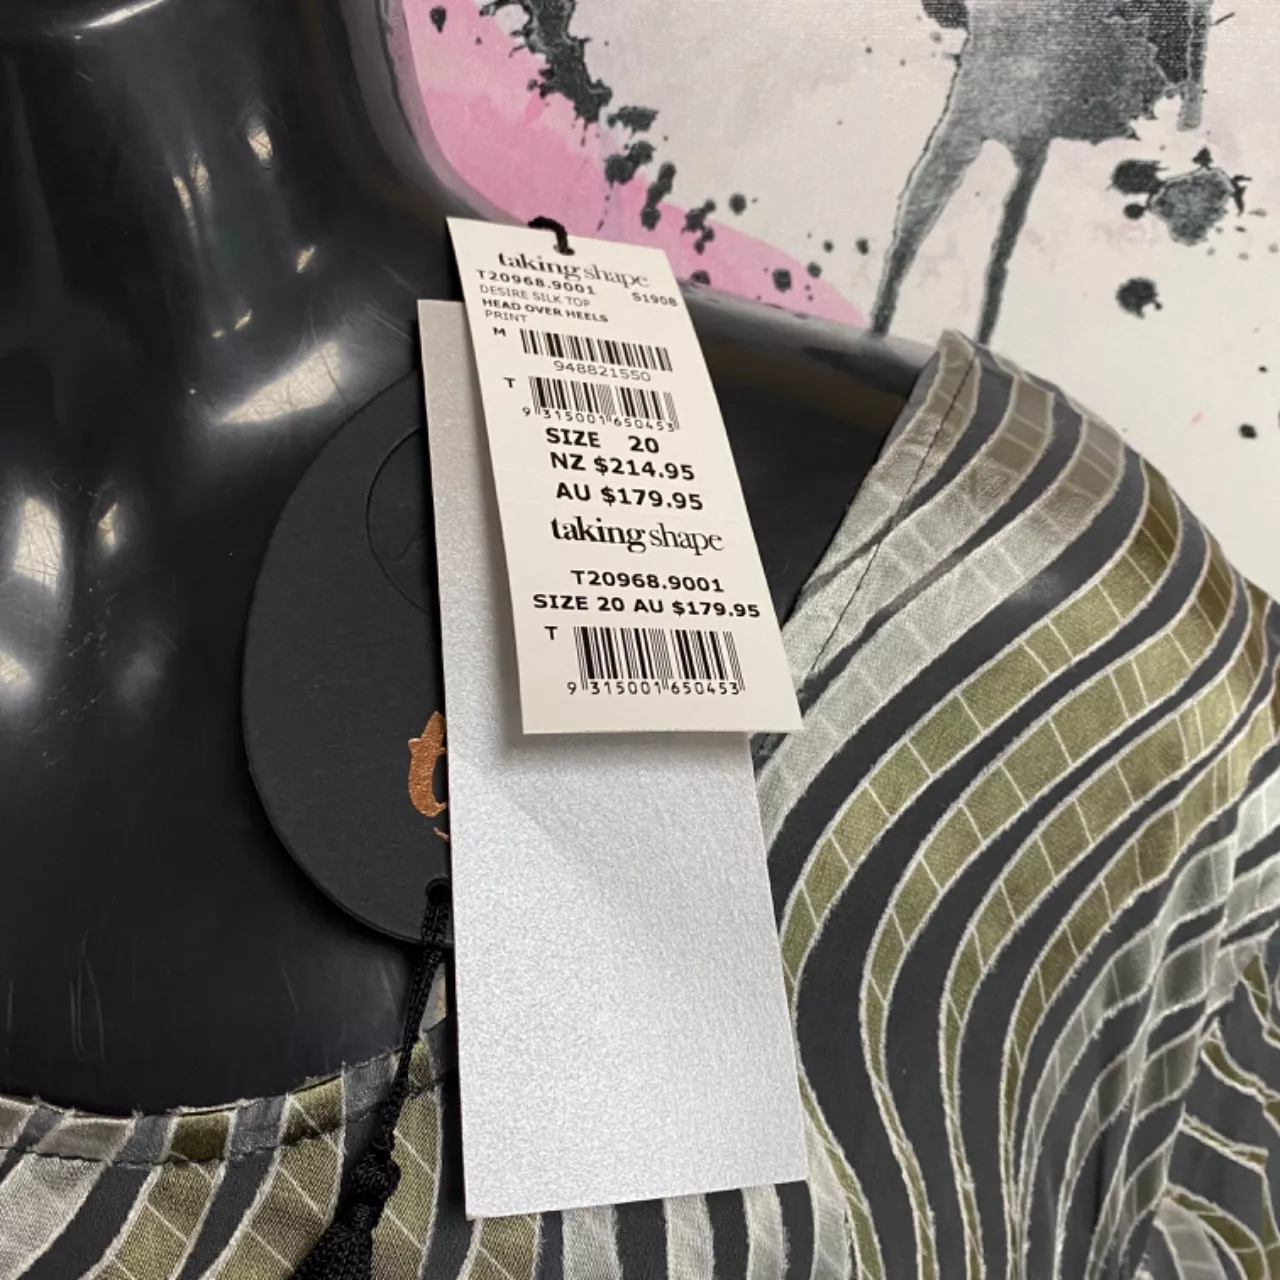 taking shape
T20968.9001 S1908
DESIRE SILK TOP
HEAD OVER HEELS
PRINT
M
948821550
T
9 315001 650453
SIZE 20
NZ $214.95
AU $179.95
taking shape
T20968.9001
SIZE 20 AU $179.95
T
9 315001 650453
t